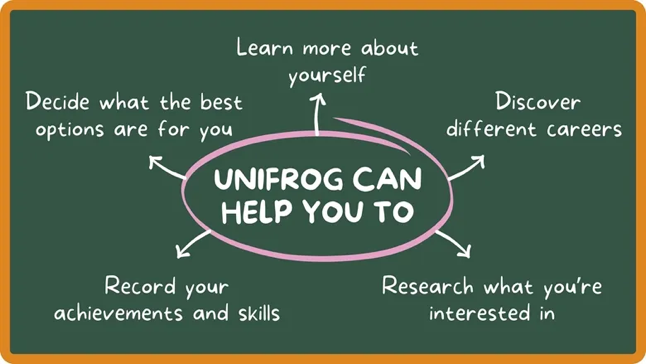 Learn more about
yourself
Decide what the best
options are for you
Discover
different careers
UNIFROG CAN
HELP YOU TO
Record your
achievements and skills
Research what you're
interested in